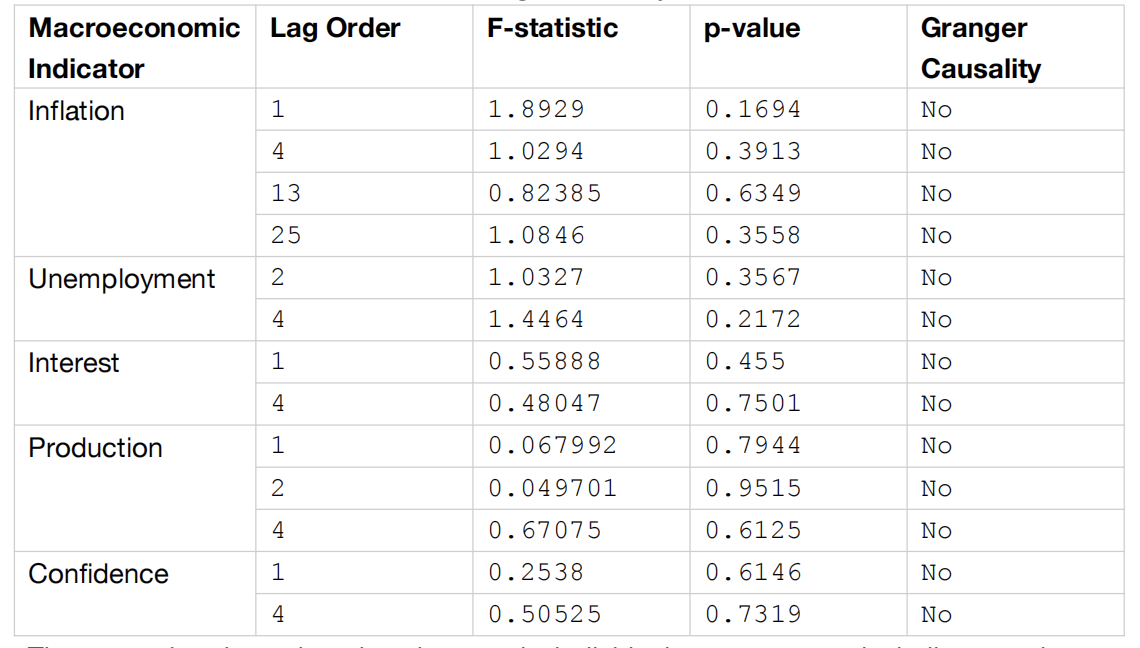 Macroeconomic Indicator Lag Order F-statistic p-value Granger Causality
Inflation 1 1.8929 0.1694 No
4 1.0294 0.3913 No
13 0.82385 0.6349 No
25 1.0846 0.3558 No
Unemployment 2 1.0327 0.3567 No
4 1.4464 0.2172 No
Interest 1 0.55888 0.455 No
4 0.48047 0.7501 No
Production 1 0.067992 0.7944 No
2 0.049701 0.9515 No
4 0.67075 0.6125 No
Confidence 1 0.2538 0.6146 No
4 0.50525 0.7319 No